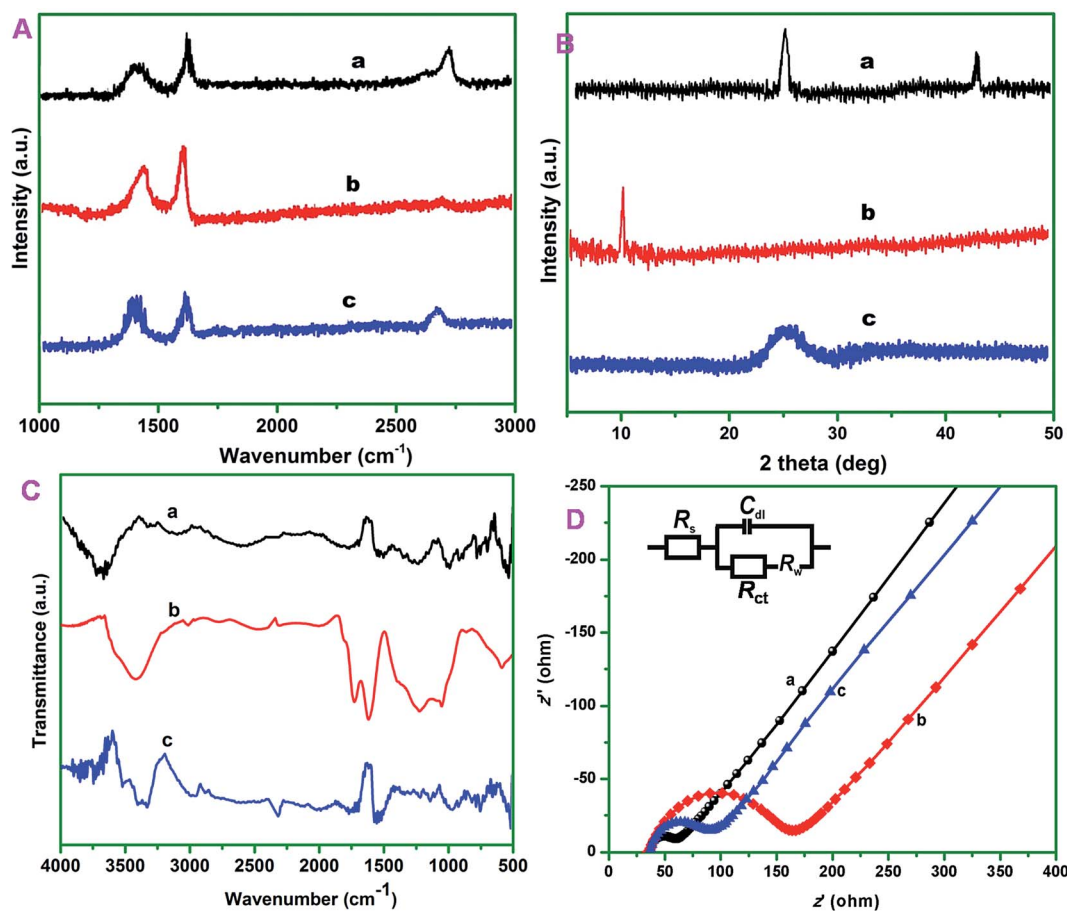 A
a
b
c
Intensity (a.u.)
1000 1500 2000 2500 3000
Wavenumber (cm-1)
B
a
b
c
Intensity (a.u.)
10 20 30 40 50
2 theta (deg)
C
a
b
c
Transmittance (a.u.)
4000 3500 3000 2500 2000 1500 1000 500
Wavenumber (cm-1)
D
Rs
Cdl
Rct
Rw
a
c
b
z'' (ohm)
-250
-200
-150
-100
-50
0
0 50 100 150 200 250 300 350 400
z' (ohm)